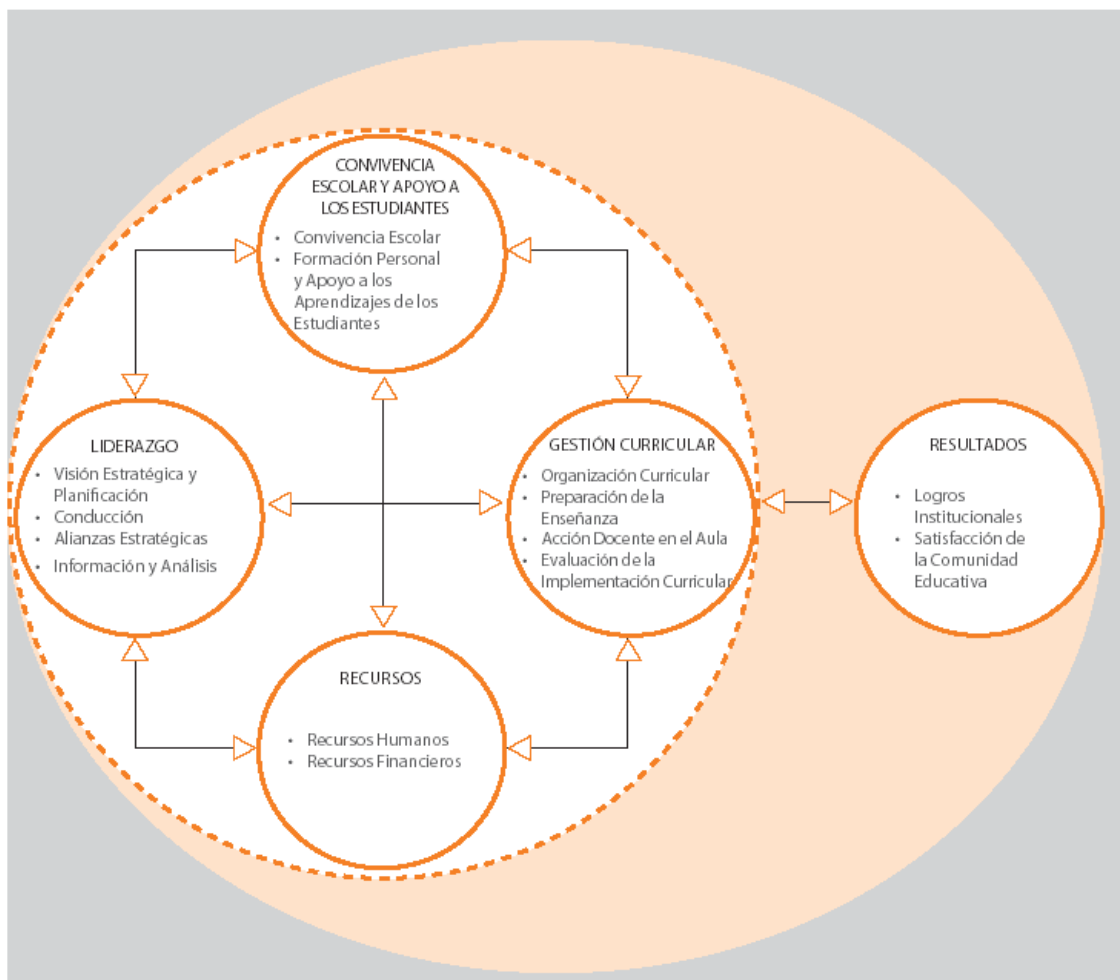 CONVIVENCIA
ESCOLAR Y APOYO A
LOS ESTUDIANTES
• Convivencia Escolar
• Formación Personal
y Apoyo a los
Aprendizajes de los
Estudiantes
LIDERAZGO
• Visión Estratégica y
Planificación
• Conducción
• Alianzas Estratégicas
• Información y Análisis
GESTIÓN CURRICULAR
• Organización Curricular
• Preparación de la
Enseñanza
• Acción Docente en el Aula
• Evaluación de la
Implementación Curricular
RESULTADOS
• Logros
Institucionales
• Satisfacción de
la Comunidad
Educativa
RECURSOS
• Recursos Humanos
• Recursos Financieros